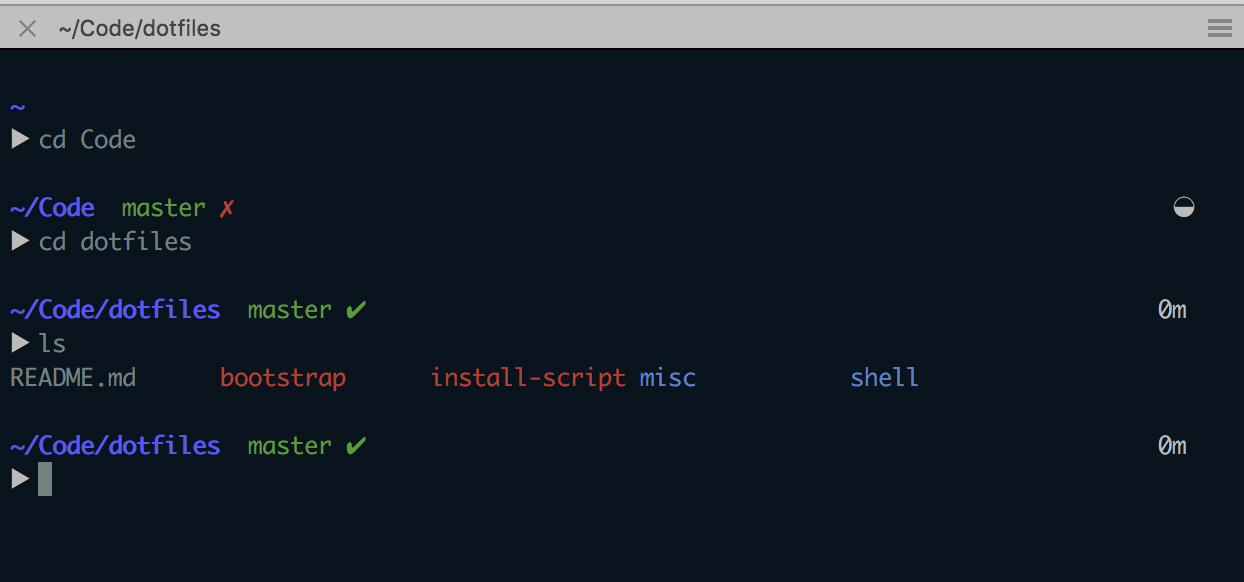 ~/Code/dotfiles
~
▶ cd Code
~/Code master ✗
▶ cd dotfiles
~/Code/dotfiles master ✔ 0m
▶ ls
README.md bootstrap install-script misc shell
~/Code/dotfiles master ✔ 0m
▶